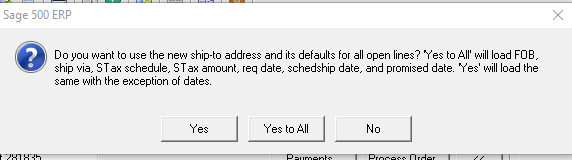 Sage 500 ERP
Do you want to use the new ship-to address and its defaults for all open lines? 'Yes to All' will load FOB,
ship via, STax schedule, STax amount, req date, schedship date, and promised date. 'Yes' will load the
same with the exception of dates.
Yes Yes to All No
281835 Payments Process Order